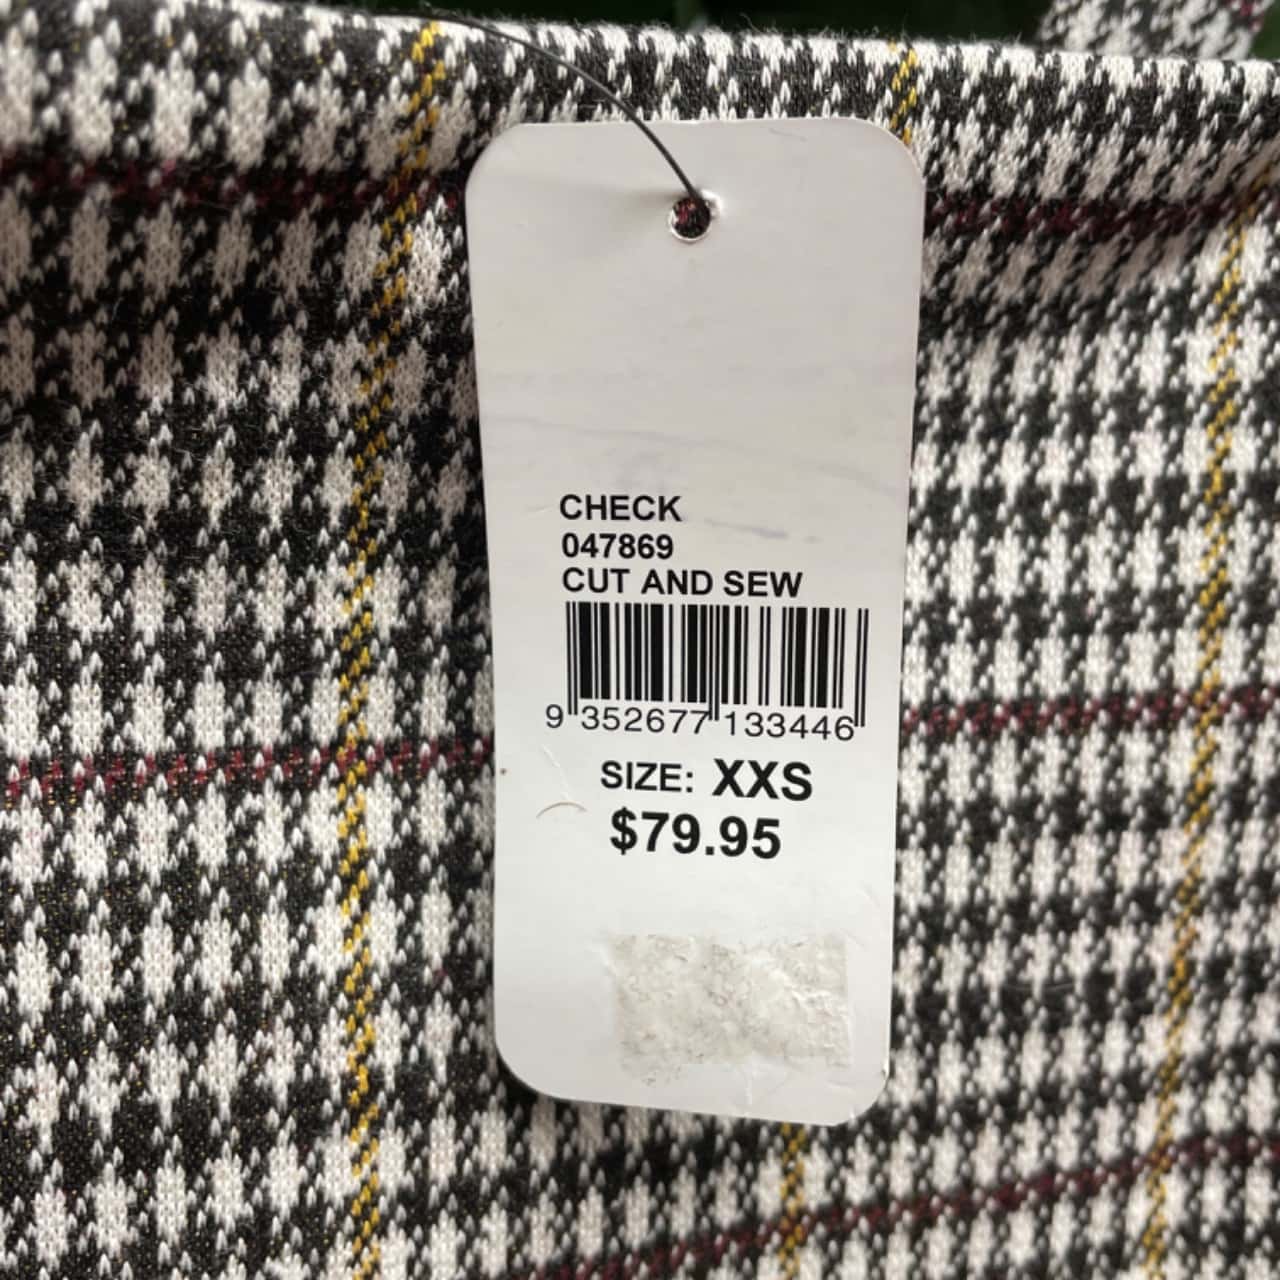 CHECK
047869
CUT AND SEW
9 352677 133446
SIZE: XXS
$79.95